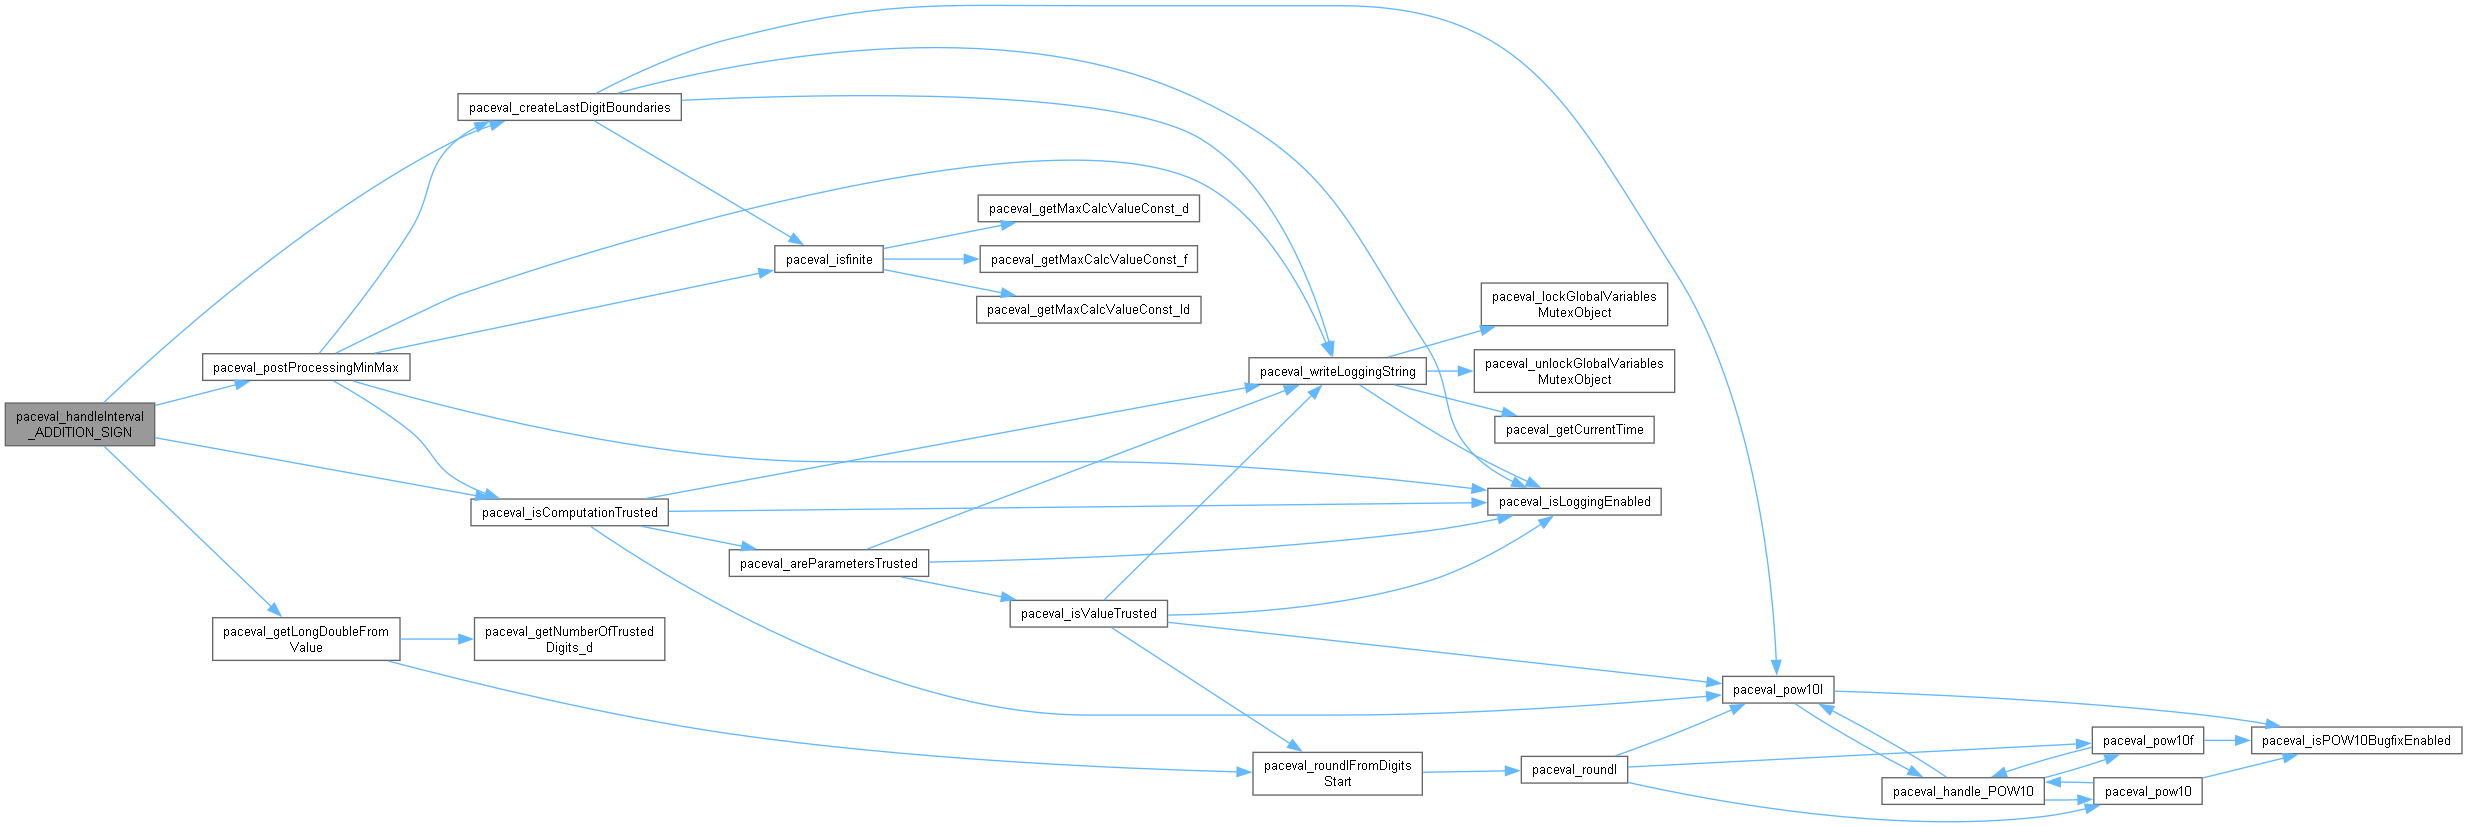 paceval_handleInterval
_ADDITION_SIGN
paceval_createLastDigitBoundaries
paceval_postProcessingMinMax
paceval_isComputationTrusted
paceval_getLongDoubleFrom
Value
paceval_getNumberOfTrusted
Digits_d
paceval_isfinite
paceval_getMaxCalcValueConst_d
paceval_getMaxCalcValueConst_f
paceval_getMaxCalcValueConst_ld
paceval_areParametersTrusted
paceval_isValueTrusted
paceval_writeLoggingString
paceval_lockGlobalVariables
MutexObject
paceval_unlockGlobalVariables
MutexObject
paceval_getCurrentTime
paceval_isLoggingEnabled
paceval_roundlFromDigits
Start
paceval_roundl
paceval_pow10l
paceval_handle_POW10
paceval_pow10f
paceval_pow10
paceval_isPOW10BugfixEnabled